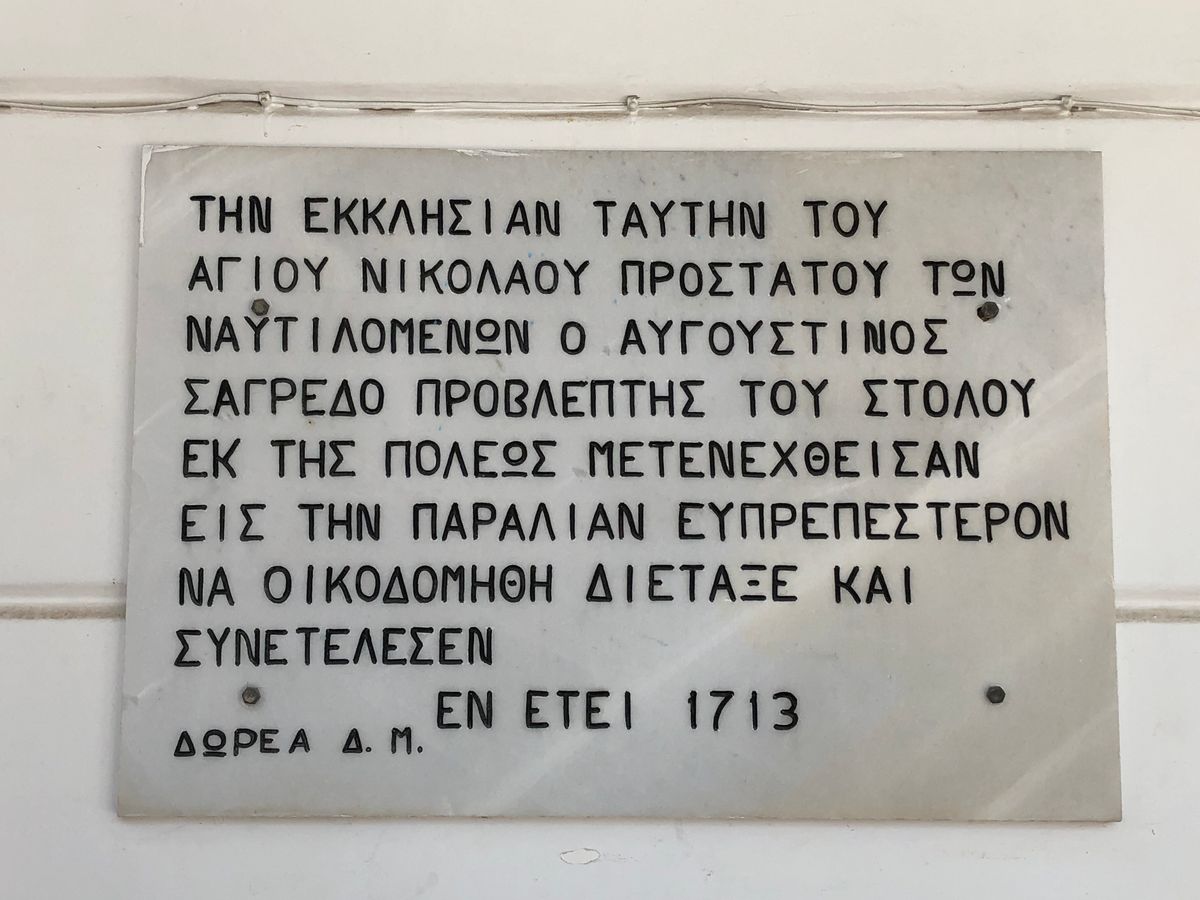 ΤΗΝ ΕΚΚΛΗΣΙΑΝ ΤΑΥΤΗΝ ΤΟΥ
ΑΓΙΟΥ ΝΙΚΟΛΑΟΥ ΠΡΟΣΤΑΤΟΥ ΤΩΝ
ΝΑΥΤΙΛΟΜΕΝΩΝ Ο ΑΥΓΟΥΣΤΙΝΟΣ
ΣΑΓΡΕΔΟ ΠΡΟΒΛΕΠΤΗΣ ΤΟΥ ΣΤΟΛΟΥ
ΕΚ ΤΗΣ ΠΟΛΕΩΣ ΜΕΤΕΝΕΧΘΕΙΣΑΝ
ΕΙΣ ΤΗΝ ΠΑΡΑΛΙΑΝ ΕΥΠΡΕΠΕΣΤΕΡΟΝ
ΝΑ ΟΙΚΟΔΟΜΗΘΗ ΔΙΕΤΑΞΕ ΚΑΙ
ΣΥΝΕΤΕΛΕΣΕΝ
ΕΝ ΕΤΕΙ 1713
ΔΩΡΕΑ Δ. Μ.